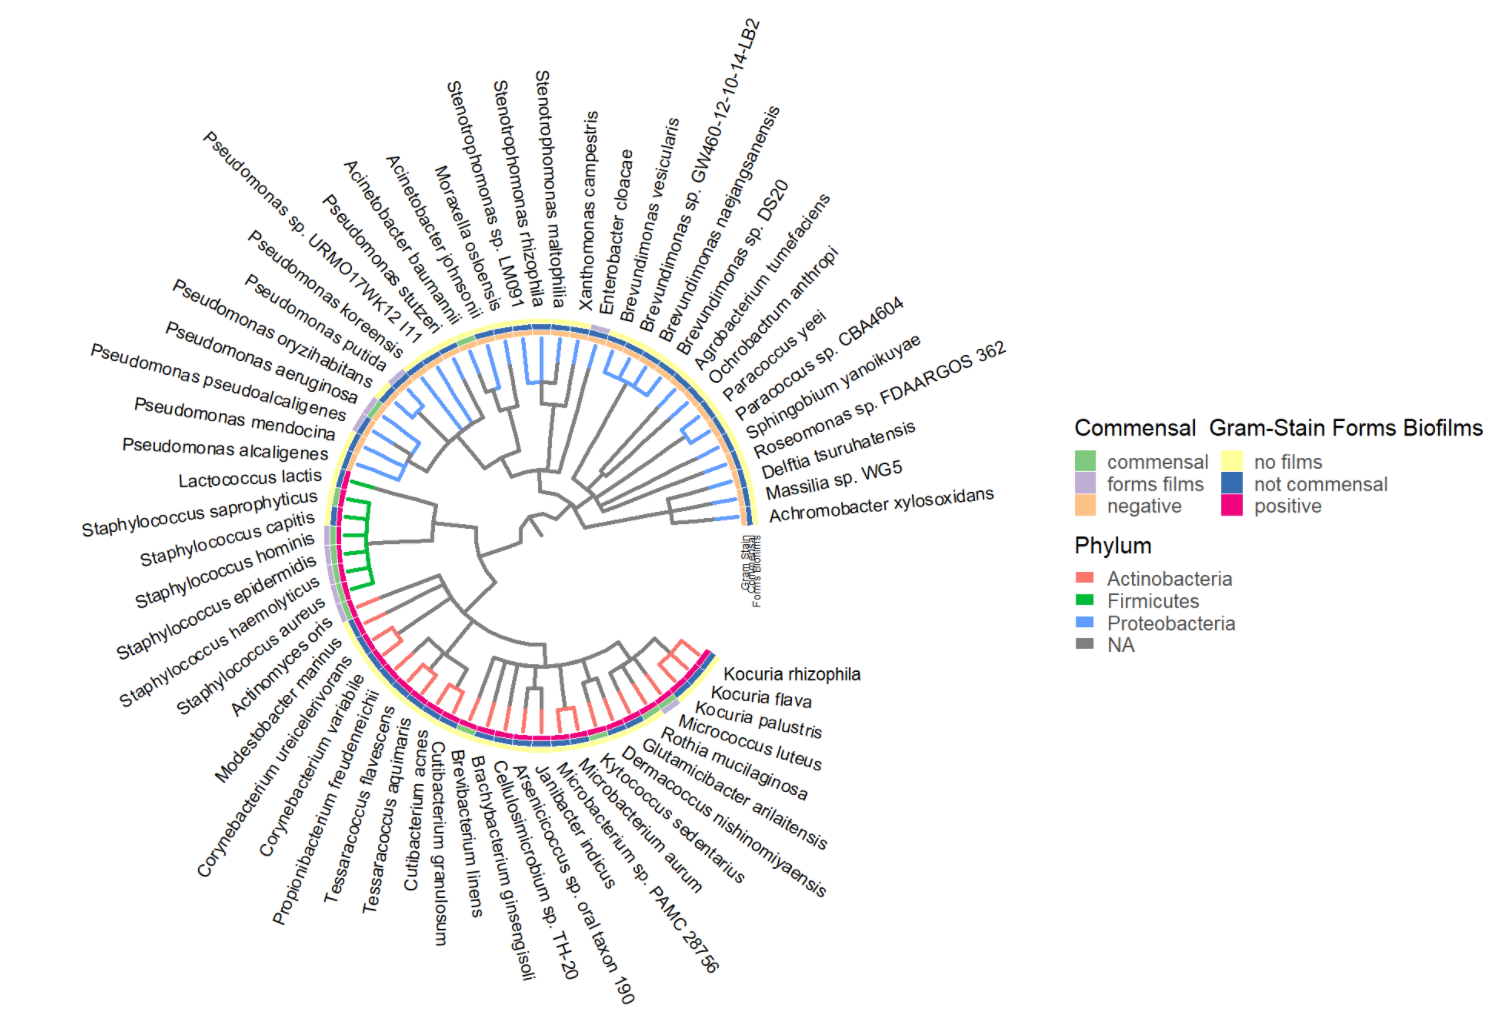 Stenotrophomonas sp. LM091
Stenotrophomonas rhizophila
Stenotrophomonas maltophilia
Xanthomonas campestris
Enterobacter cloacae
Brevundimonas vesicularis
Brevundimonas sp. GW460-12-10-14-LB2
Brevundimonas naejangsanensis
Brevundimonas sp. DS20
Agrobacterium tumefaciens
Ochrobactrum anthropi
Paracoccus yeei
Paracoccus sp. CBA4604
Sphingobium yanoikuyae
Roseomonas sp. FDAARGOS 362
Delftia tsuruhatensis
Massilia sp. WG5
Achromobacter xylosoxidans
Moraxella osloensis
Acinetobacter johnsonii
Acinetobacter baumannii
Pseudomonas stutzeri
Pseudomonas sp. URMO17WK12 I11
Pseudomonas koreensis
Pseudomonas putida
Pseudomonas oryzihabitans
Pseudomonas aeruginosa
Pseudomonas pseudoalcaligenes
Pseudomonas mendocina
Pseudomonas alcaligenes
Lactococcus lactis
Staphylococcus saprophyticus
Staphylococcus capitis
Staphylococcus hominis
Staphylococcus epidermidis
Staphylococcus haemolyticus
Staphylococcus aureus
Actinomyces oris
Modestobacter marinus
Corynebacterium ureicelerivorans
Corynebacterium variabile
Propionibacterium freudenreichii
Tessaracoccus flavescens
Tessaracoccus aquimaris
Cutibacterium acnes
Cutibacterium granulosum
Brevibacterium linens
Brachybacterium ginsengisoli
Cellulosimicrobium sp. TH-20
Arsenicicoccus sp. oral taxon 190
Janibacter indicus
Microbacterium sp. PAMC 28756
Microbacterium aurum
Kytococcus sedentarius
Dermacoccus nishinomiyaensis
Glutamicibacter arilaitensis
Rothia mucilaginosa
Micrococcus luteus
Kocuria palustris
Kocuria flava
Kocuria rhizophila
Gram Stain
Commensal
Forms Biofilms
Commensal Gram-Stain Forms Biofilms
commensal no films
forms films not commensal
negative positive
Phylum
Actinobacteria
Firmicutes
Proteobacteria
NA